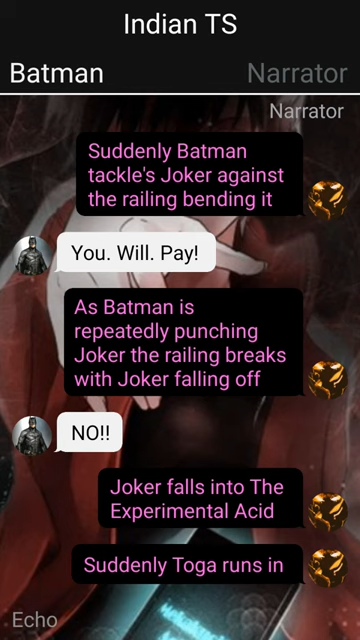 Indian TS
Batman
Narrator
Narrator
Suddenly Batman
tackle's Joker against
the railing bending it
You. Will. Pay!
As Batman is
repeatedly punching
Joker the railing breaks
with Joker falling off
NO!!
Joker falls into The
Experimental Acid
Suddenly Toga runs in
Echo